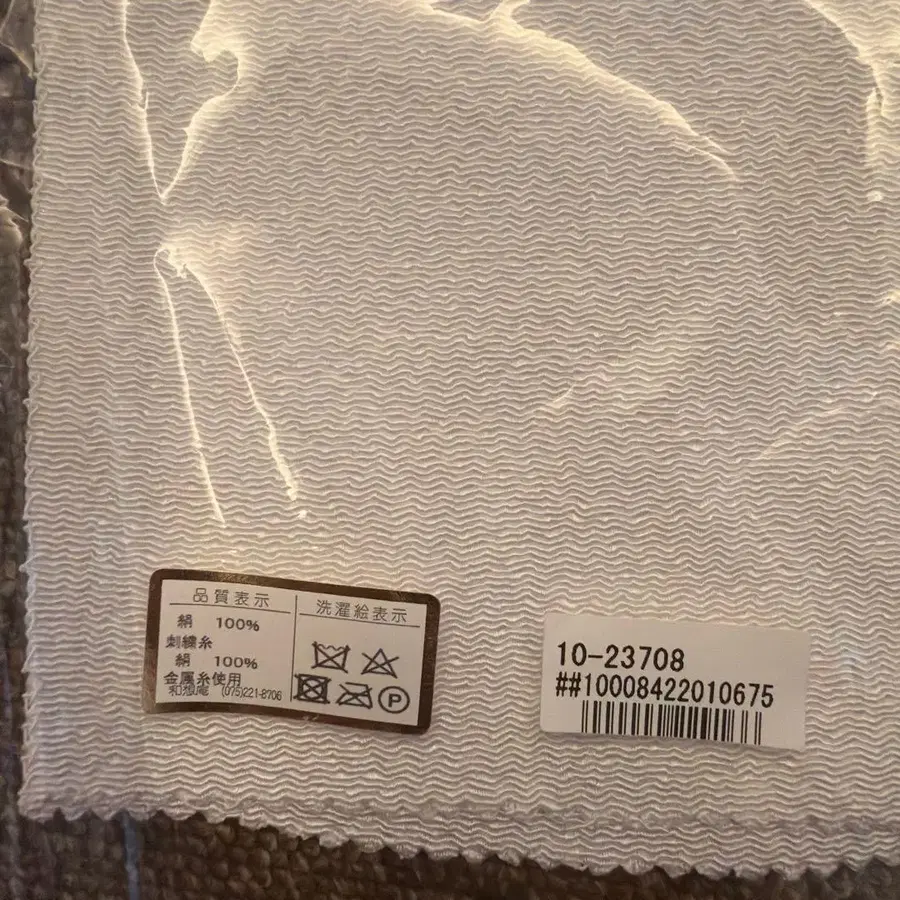 品質表示
絹 100%
刺繍糸
絹 100%
金属糸使用
和想庵 (075)221-8706
洗濯絵表示
P
10-23708
##10008422010675